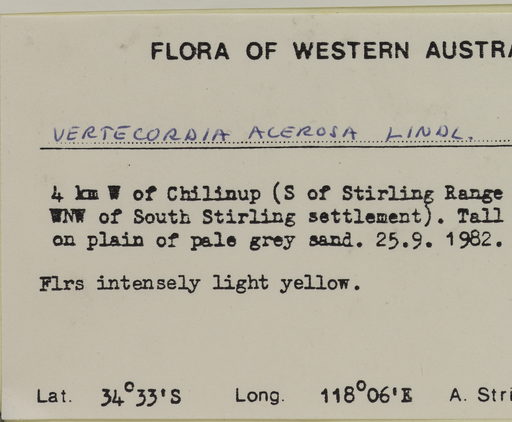 FLORA OF WESTERN AUSTRA
VERTECORDIA ACEROSA LINDL.
4 km W of Chilinup (S of Stirling Range
WNW of South Stirling settlement). Tall
on plain of pale grey sand. 25.9. 1982.
Flrs intensely light yellow.
Lat. 34°33'S Long. 118°06'E A. Stri